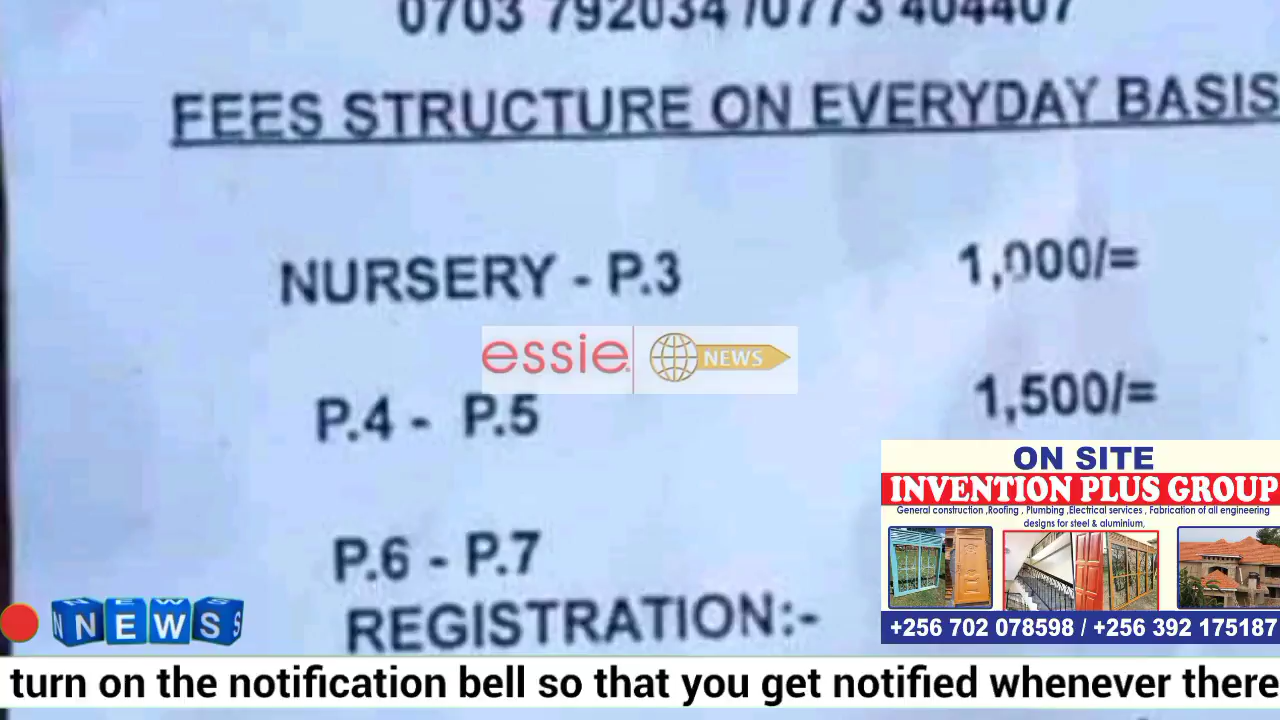 0703 792034 /0773 404407
FEES STRUCTURE ON EVERYDAY BASIS
NURSERY - P.3 1,000/=
essie. NEWS
P.4 - P.5 1,500/=
P.6 - P.7
REGISTRATION:-
ON SITE
INVENTION PLUS GROUP
General construction ,Roofing , Plumbing ,Electrical services , Fabrication of all engineering
designs for steel & aluminium,
+256 702 078598 / +256 392 175187
NEWS
turn on the notification bell so that you get notified whenever there